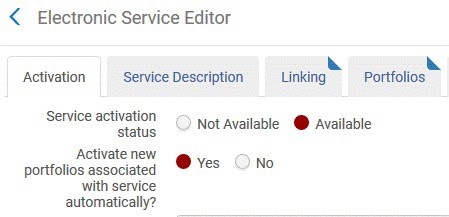 Electronic Service Editor
Activation Service Description Linking Portfolios
Service activation
status
Not Available Available
Activate new
portfolios associated
with service
automatically?
Yes No